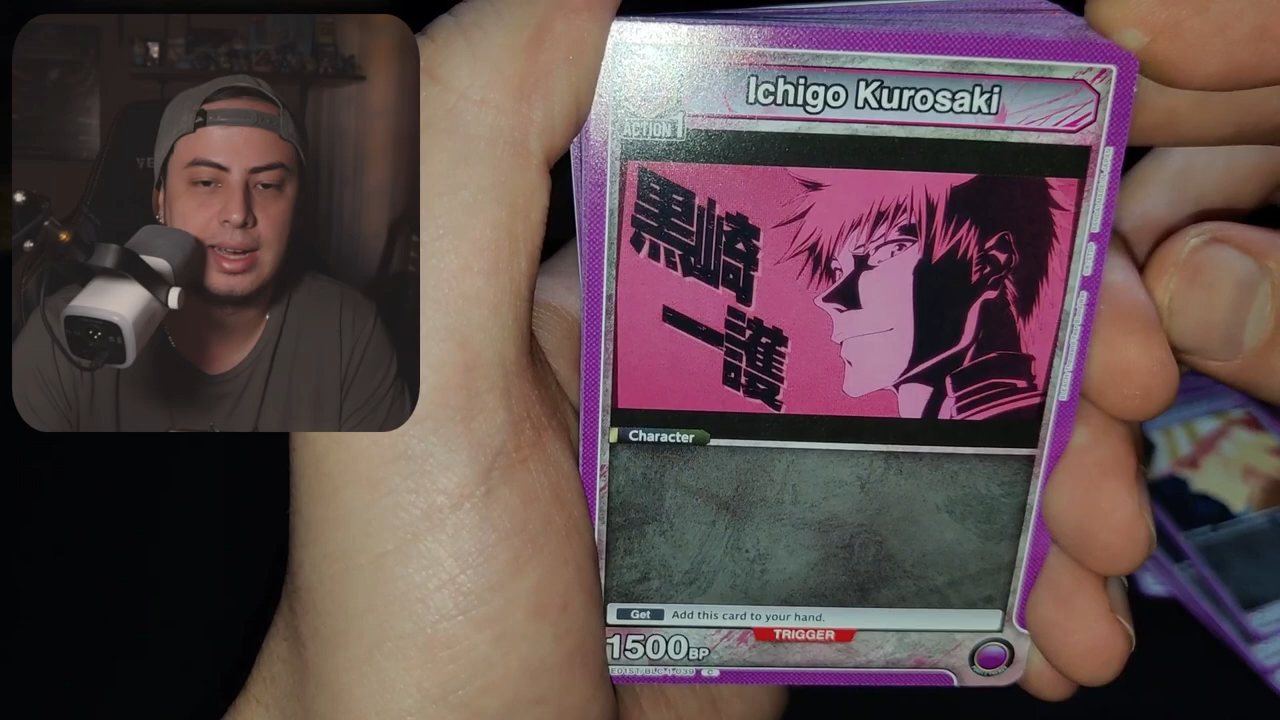 Ichigo Kurosaki
ACTION 1
黒崎
一護
Character
Get Add this card to your hand.
TRIGGER
1500BP
C